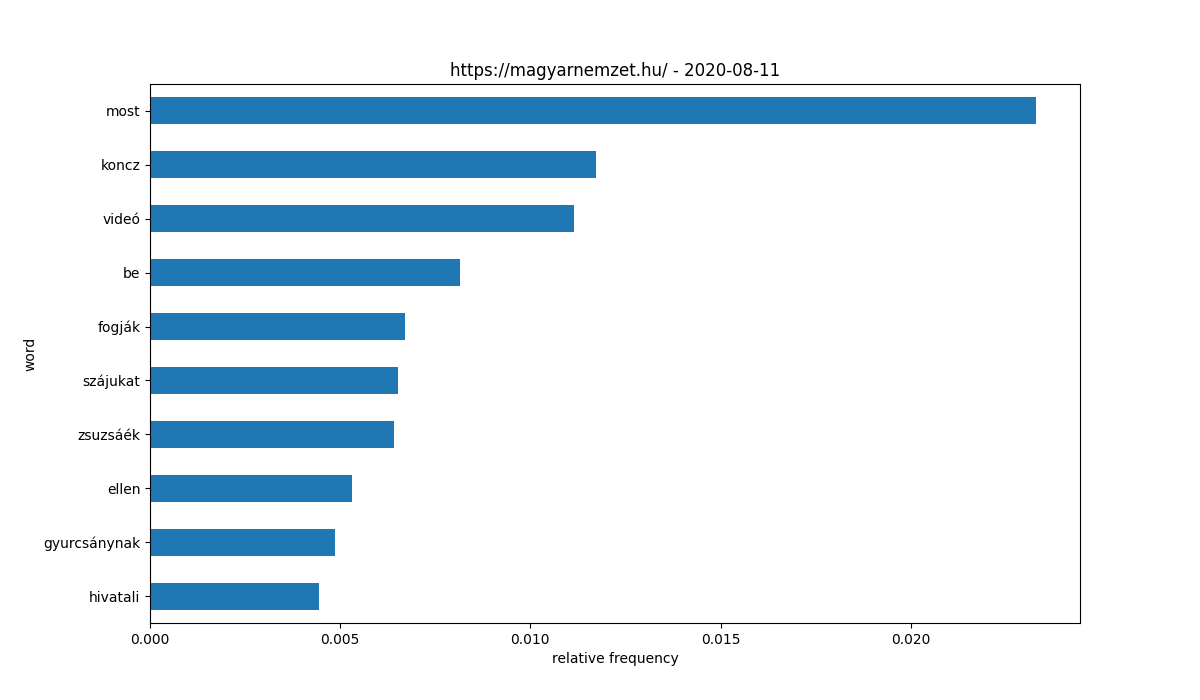 https://magyarnemzet.hu/ - 2020-08-11
word
most
koncz
videó
be
fogják
szájukat
zsuzsáék
ellen
gyurcsánynak
hivatali
0.000 0.005 0.010 0.015 0.020
relative frequency